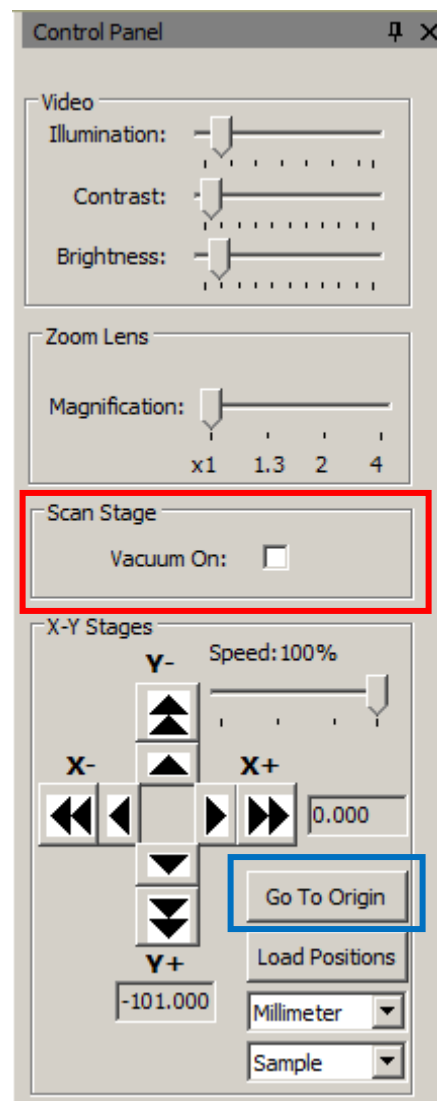 Control Panel
Video
Illumination:
Contrast:
Brightness:
Zoom Lens
Magnification:
x1 1.3 2 4
Scan Stage
Vacuum On:
X-Y Stages
Y- Speed:100%
X- X+
0.000
Go To Origin
Y+ Load Positions
-101.000 Millimeter
Sample